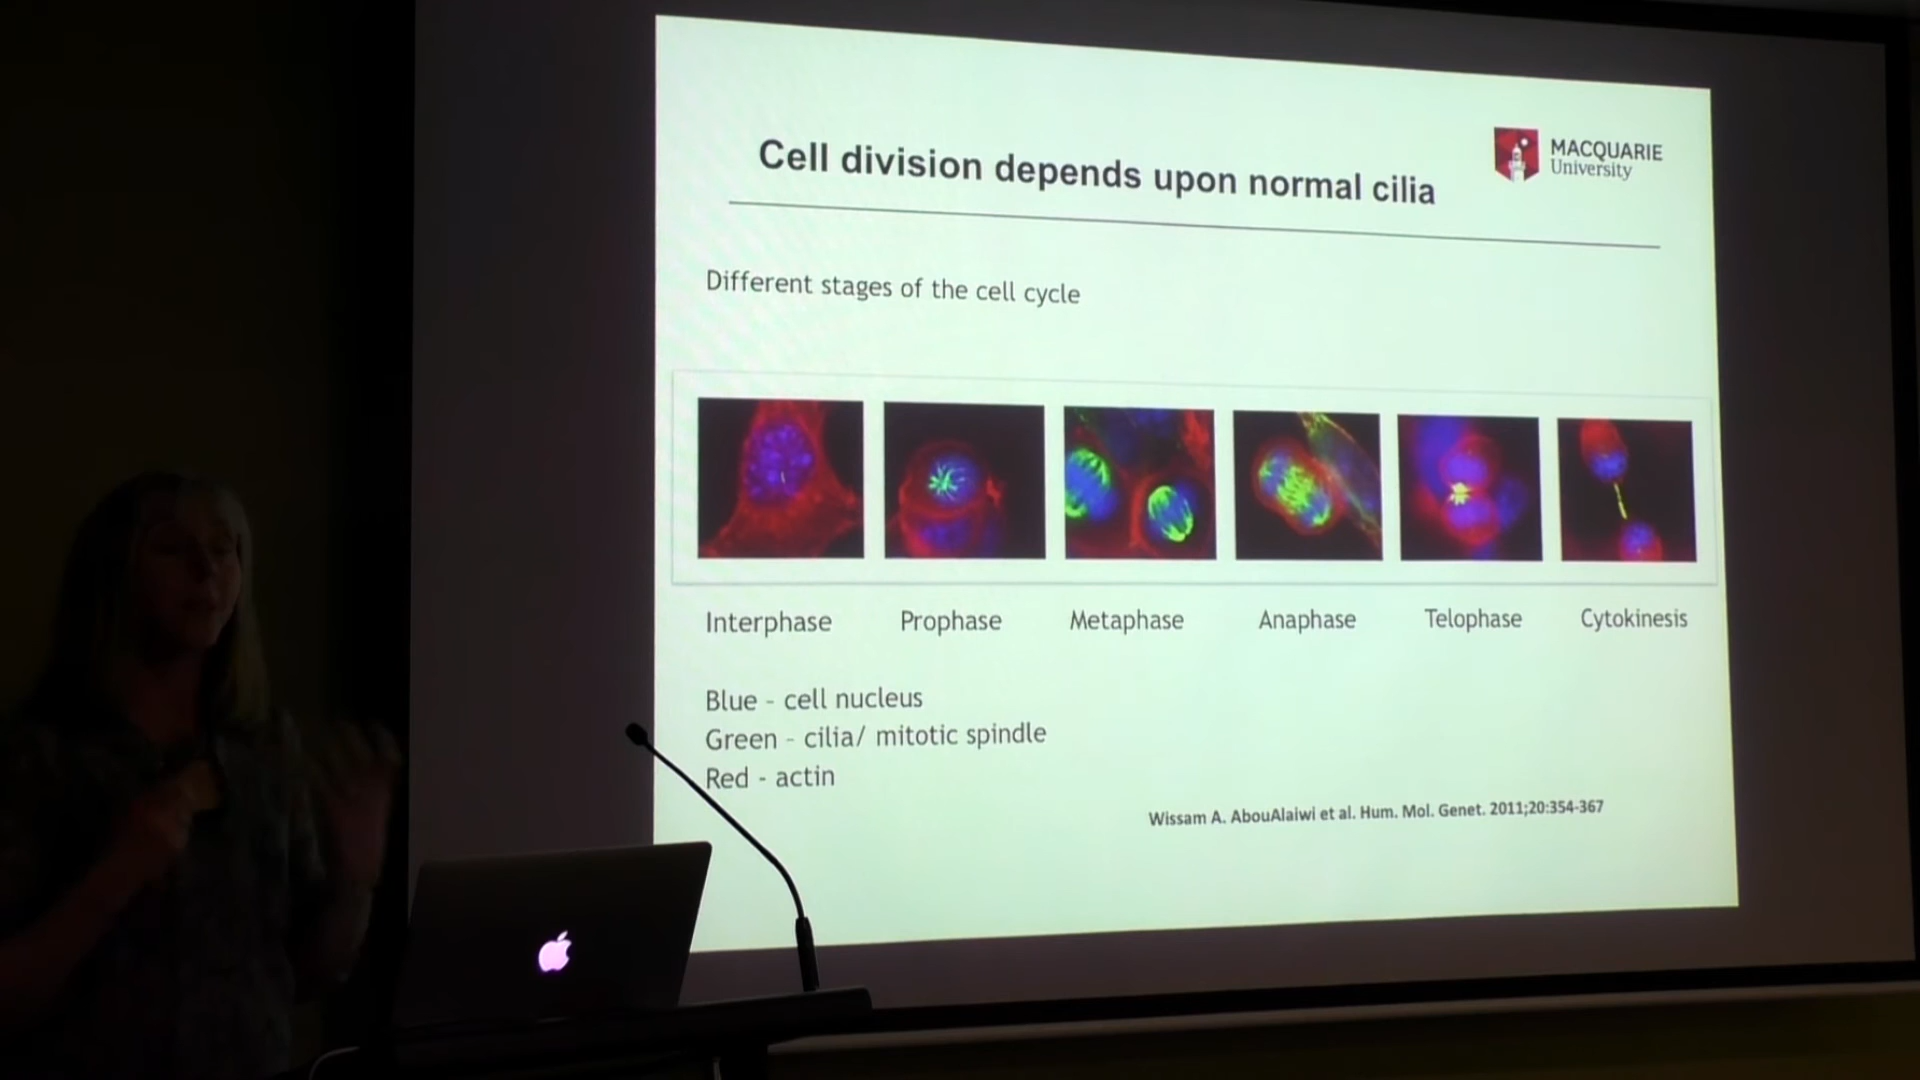 Cell division depends upon normal cilia
MACQUARIE
University
Different stages of the cell cycle
Interphase Prophase Metaphase Anaphase Telophase Cytokinesis
Blue - cell nucleus
Green - cilia/ mitotic spindle
Red - actin
Wissam A. AbouAlaiwi et al. Hum. Mol. Genet. 2011;20:354-367